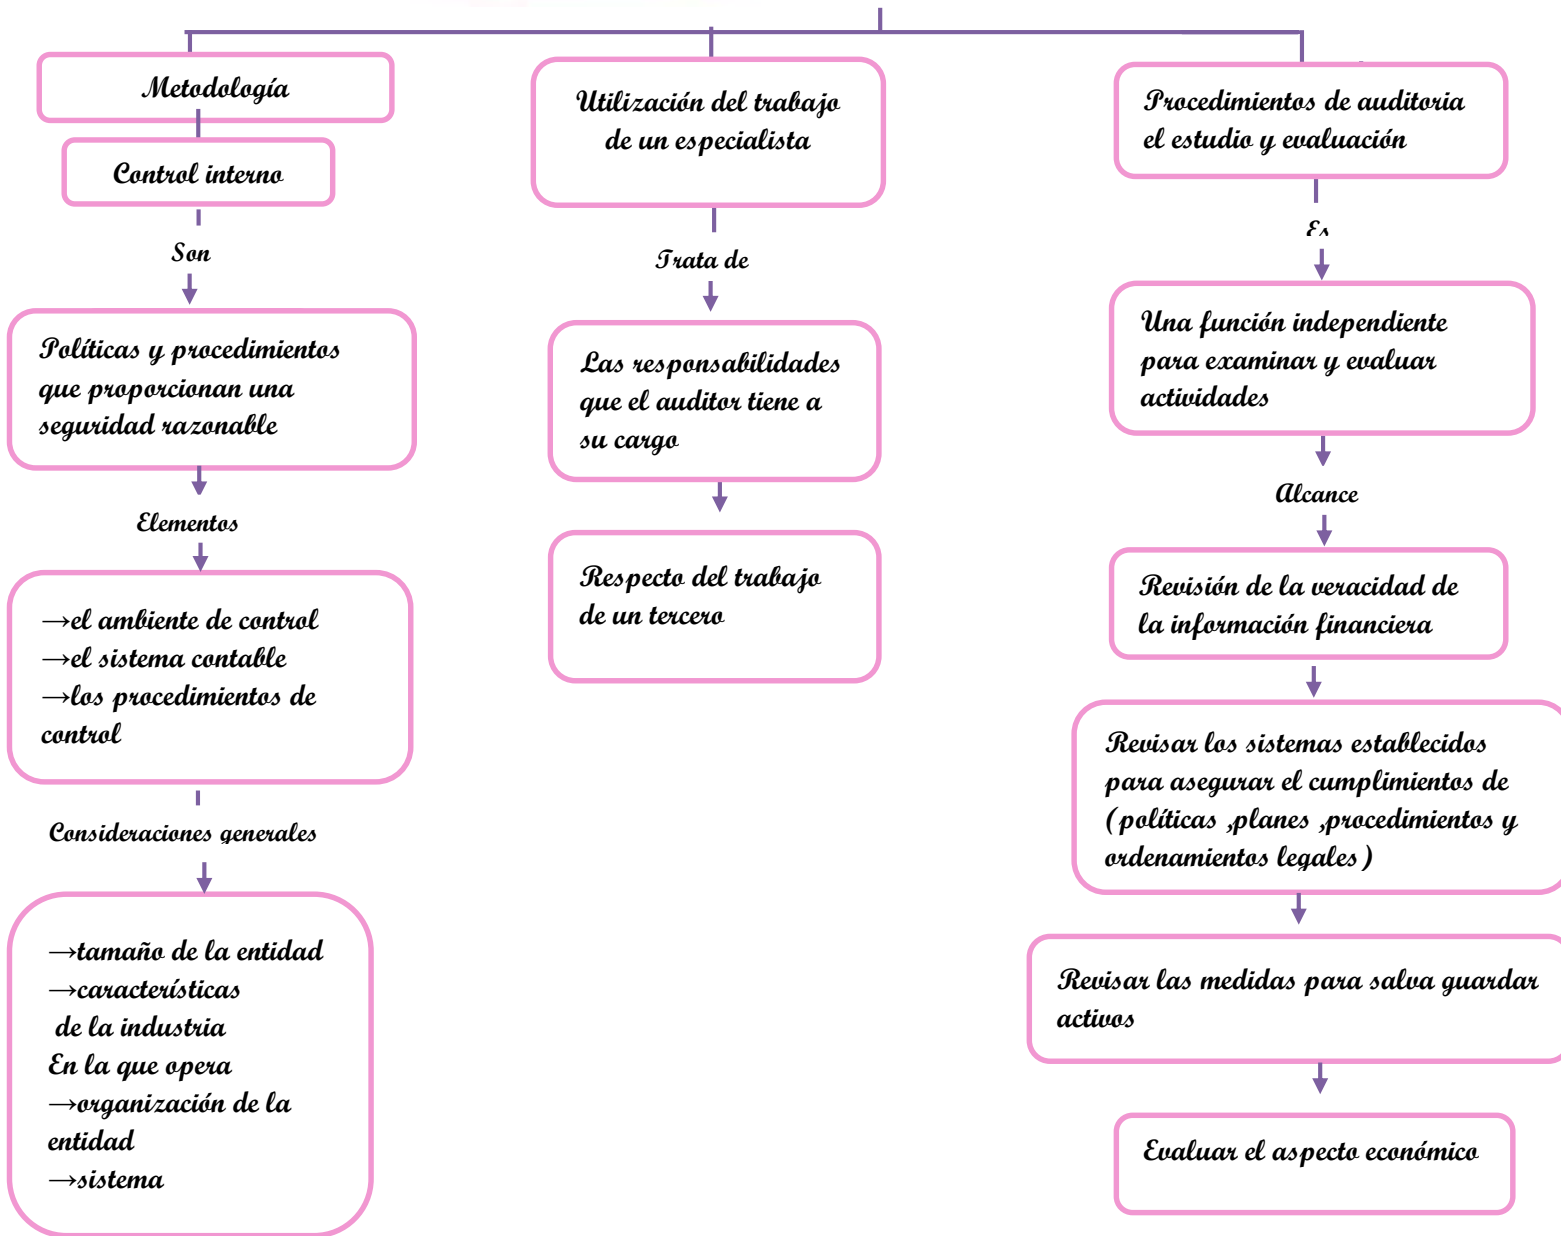 Metodología
Control interno
Son
Políticas y procedimientos
que proporcionan una
seguridad razonable
Elementos
→el ambiente de control
→el sistema contable
→los procedimientos de
control
Consideraciones generales
→tamaño de la entidad
→características
de la industria
En la que opera
→organización de la
entidad
→sistema
Utilización del trabajo
de un especialista
Trata de
Las responsabilidades
que el auditor tiene a
su cargo
Respecto del trabajo
de un tercero
Procedimientos de auditoria
el estudio y evaluación
Es
Una función independiente
para examinar y evaluar
actividades
Alcance
Revisión de la veracidad de
la información financiera
Revisar los sistemas establecidos
para asegurar el cumplimientos de
(políticas ,planes ,procedimientos y
ordenamientos legales)
Revisar las medidas para salva guardar
activos
Evaluar el aspecto económico